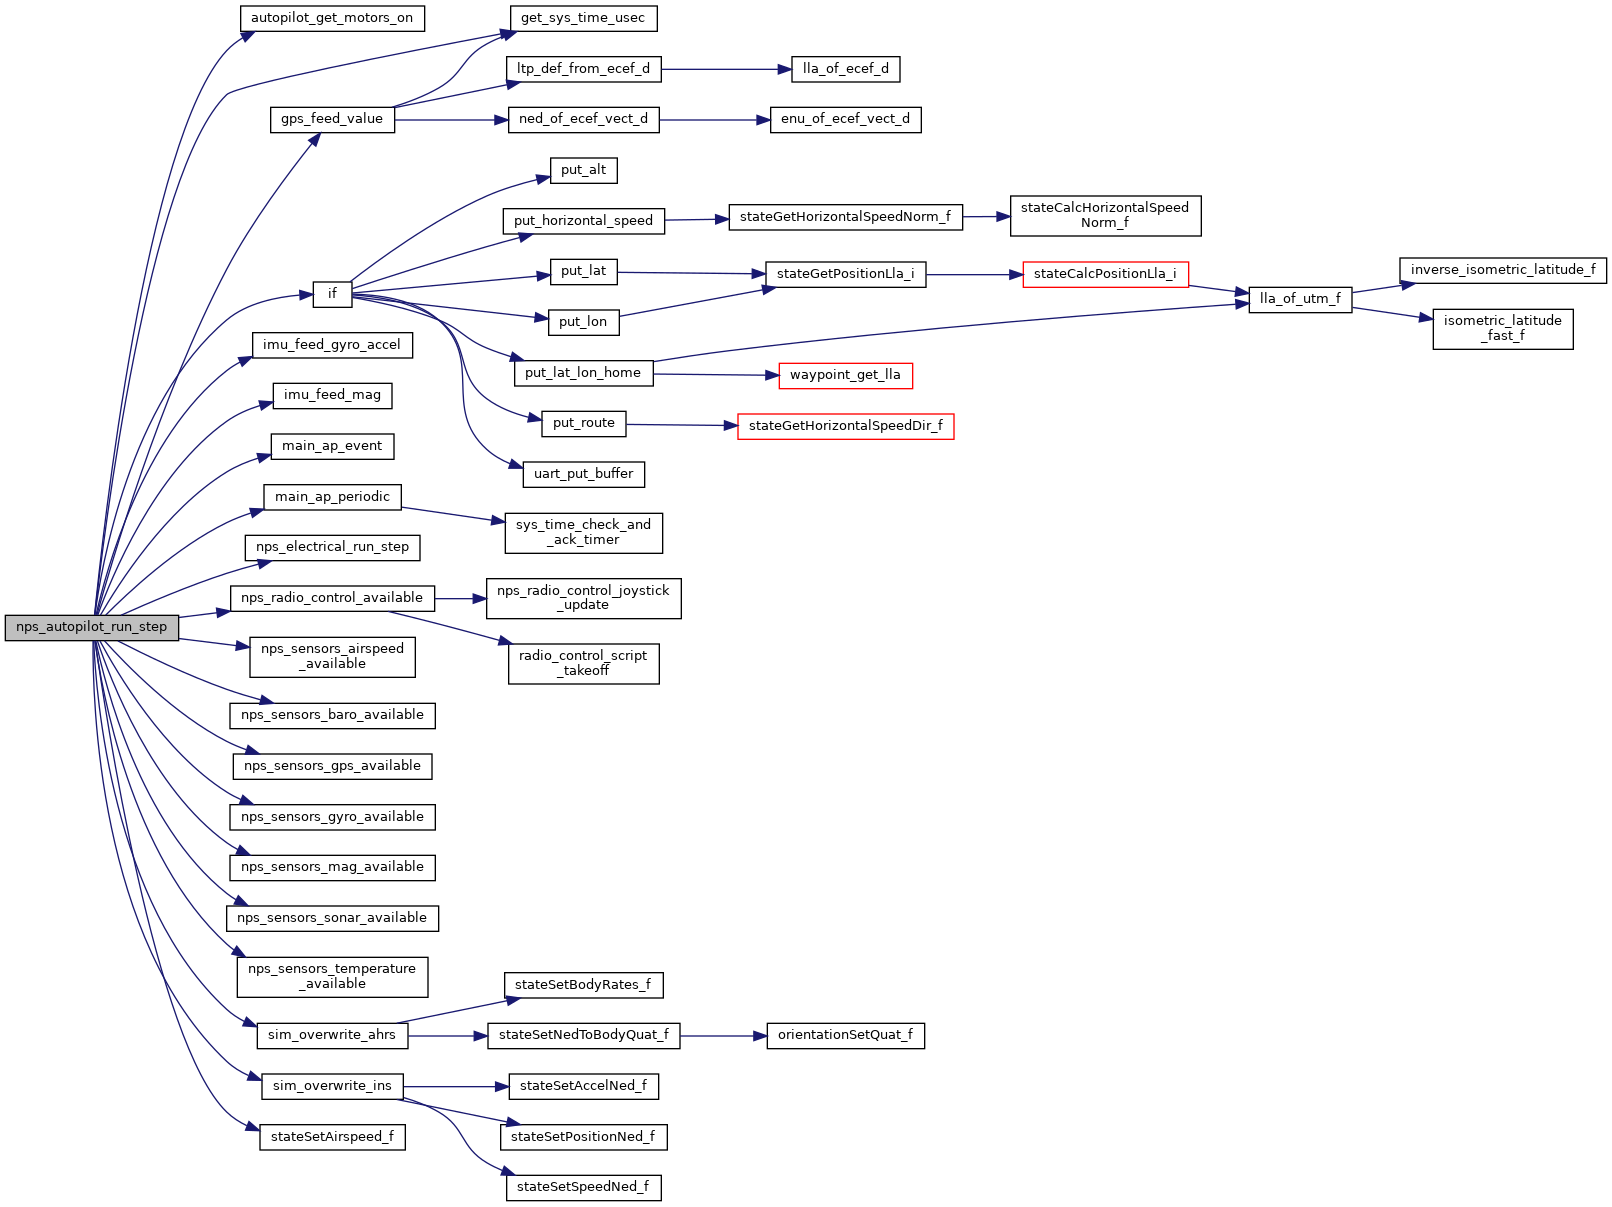 autopilot_get_motors_on
get_sys_time_usec
ltp_def_from_ecef_d
lla_of_ecef_d
gps_feed_value
ned_of_ecef_vect_d
enu_of_ecef_vect_d
put_alt
put_horizontal_speed
stateGetHorizontalSpeedNorm_f
stateCalcHorizontalSpeed
Norm_f
put_lat
stateGetPositionLla_i
stateCalcPositionLla_i
inverse_isometric_latitude_f
if
lla_of_utm_f
put_lon
isometric_latitude
_fast_f
imu_feed_gyro_accel
put_lat_lon_home
waypoint_get_lla
imu_feed_mag
put_route
stateGetHorizontalSpeedDir_f
main_ap_event
uart_put_buffer
main_ap_periodic
sys_time_check_and
_ack_timer
nps_electrical_run_step
nps_radio_control_available
nps_radio_control_joystick
_update
nps_autopilot_run_step
nps_sensors_airspeed
_available
radio_control_script
_takeoff
nps_sensors_baro_available
nps_sensors_gps_available
nps_sensors_gyro_available
nps_sensors_mag_available
nps_sensors_sonar_available
nps_sensors_temperature
_available
stateSetBodyRates_f
sim_overwrite_ahrs
stateSetNedToBodyQuat_f
orientationSetQuat_f
sim_overwrite_ins
stateSetAccelNed_f
stateSetAirspeed_f
stateSetPositionNed_f
stateSetSpeedNed_f